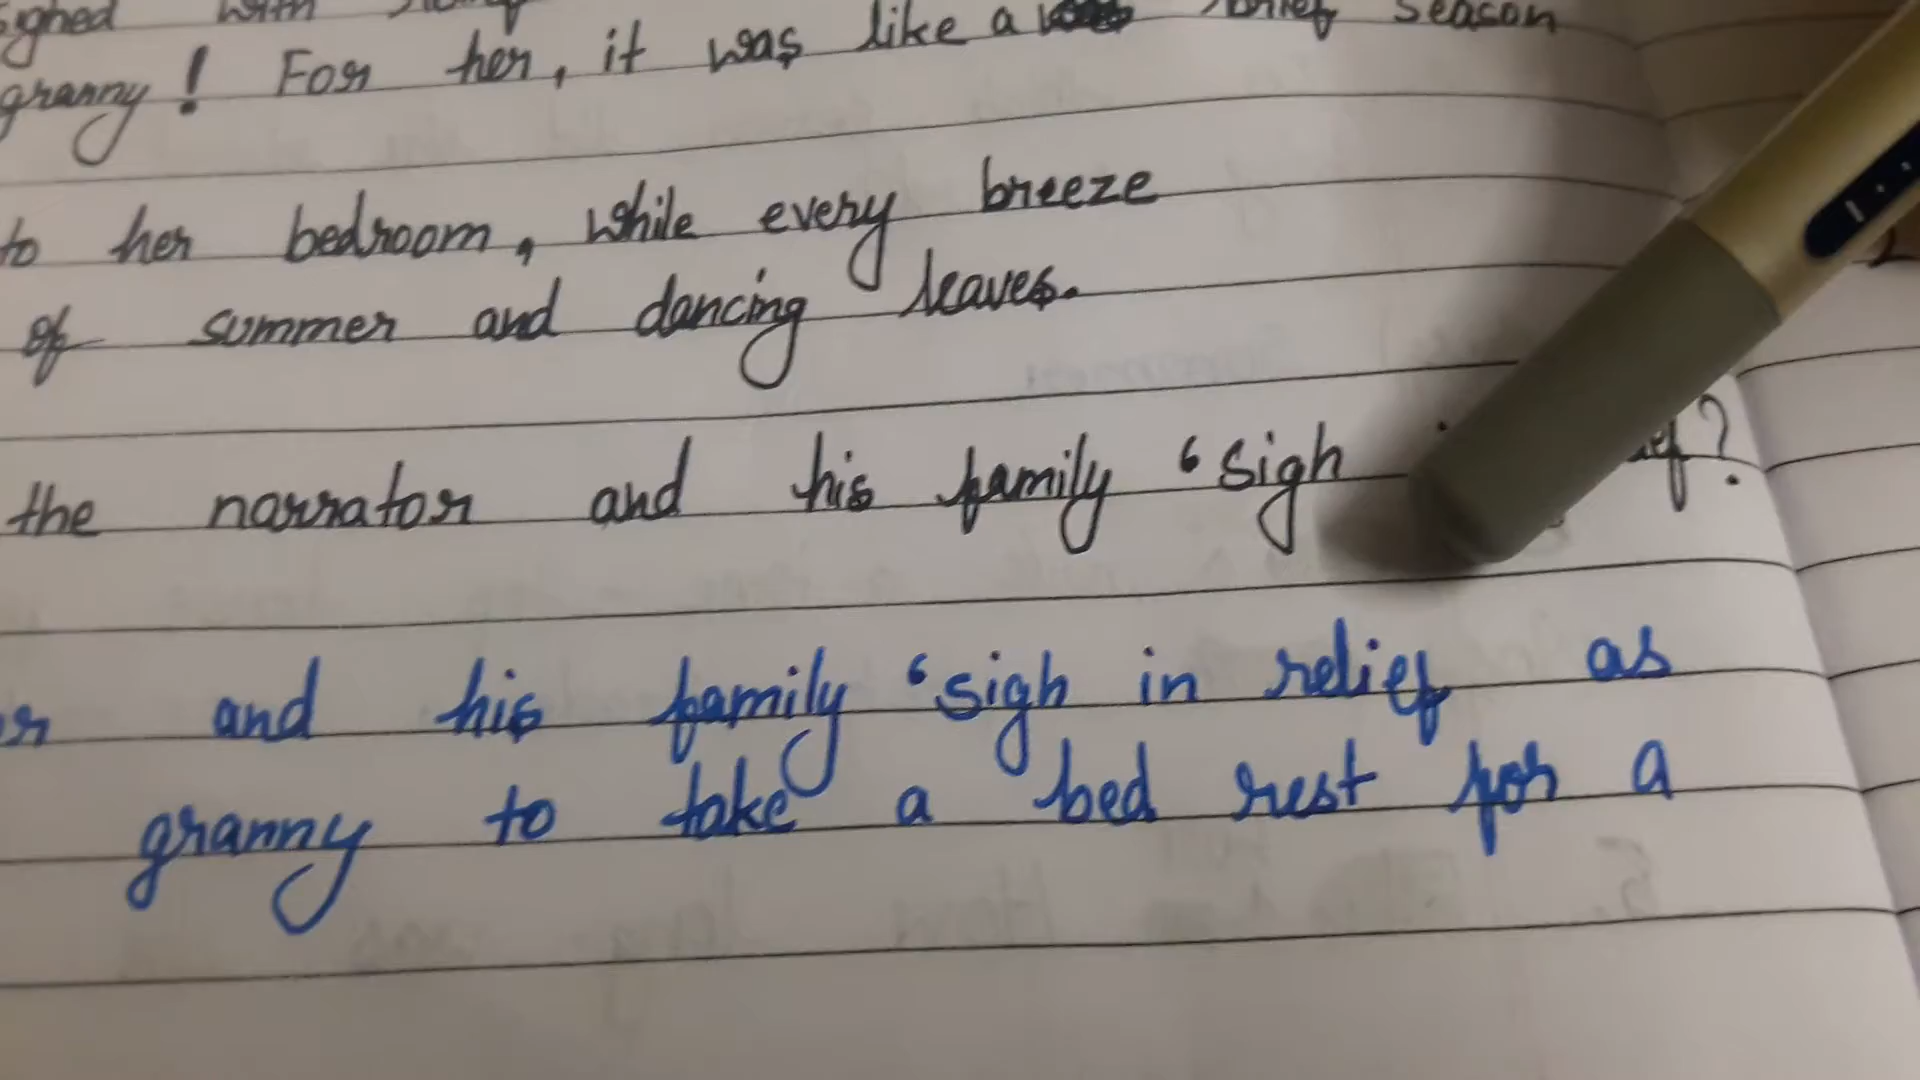 with a brief season
granny! For her, it was like
to her bedroom, while every breeze
of summer and dancing leaves.
the narrator and his family 'sigh ?
and his family 'sigh in relief as
granny to take a bed rest for a